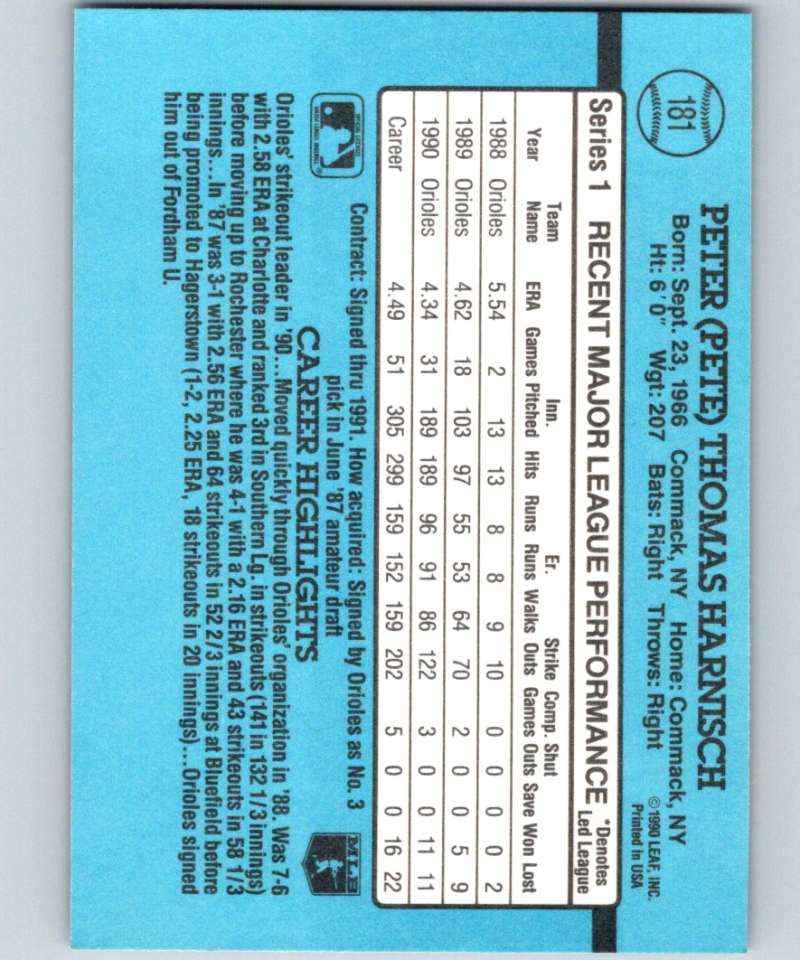 181
PETER (PETE) THOMAS HARNISCH
Born: Sept. 23, 1966 Commack, NY Home: Commack, NY
Ht: 6'0" Wgt: 207 Bats: Right Throws: Right
© 1990 LEAF, INC.
Printed in USA
Series 1 RECENT MAJOR LEAGUE PERFORMANCE *Denotes Led League
Team Inn. Er. Strike Comp. Shut
Year Name ERA Games Pitched Hits Runs Runs Walks Outs Games Outs Save Won Lost
1988 Orioles 5.54 2 13 13 8 8 9 10 0 0 0 0 2
1989 Orioles 4.62 18 103 97 55 53 64 70 2 0 0 5 9
1990 Orioles 4.34 31 189 189 96 91 86 122 3 0 0 11 11
Career 4.49 51 305 299 159 152 159 202 5 0 0 16 22
Contract: Signed thru 1991. How acquired: Signed by Orioles as No. 3
pick in June '87 amateur draft
MLB
CAREER HIGHLIGHTS
Orioles' strikeout leader in '90...Moved quickly through Orioles' organization in '88. Was 7-6
with 2.58 ERA at Charlotte and ranked 3rd in Southern Lg. in strikeouts (141 in 132 1/3 innings)
before moving up to Rochester where he was 4-1 with a 2.16 ERA and 43 strikeouts in 58 1/3
innings...In '87 was 3-1 with 2.56 ERA and 64 strikeouts in 52 2/3 innings at Bluefield before
being promoted to Hagerstown (1-2, 2.25 ERA, 18 strikeouts in 20 innings)...Orioles signed
him out of Fordham U.